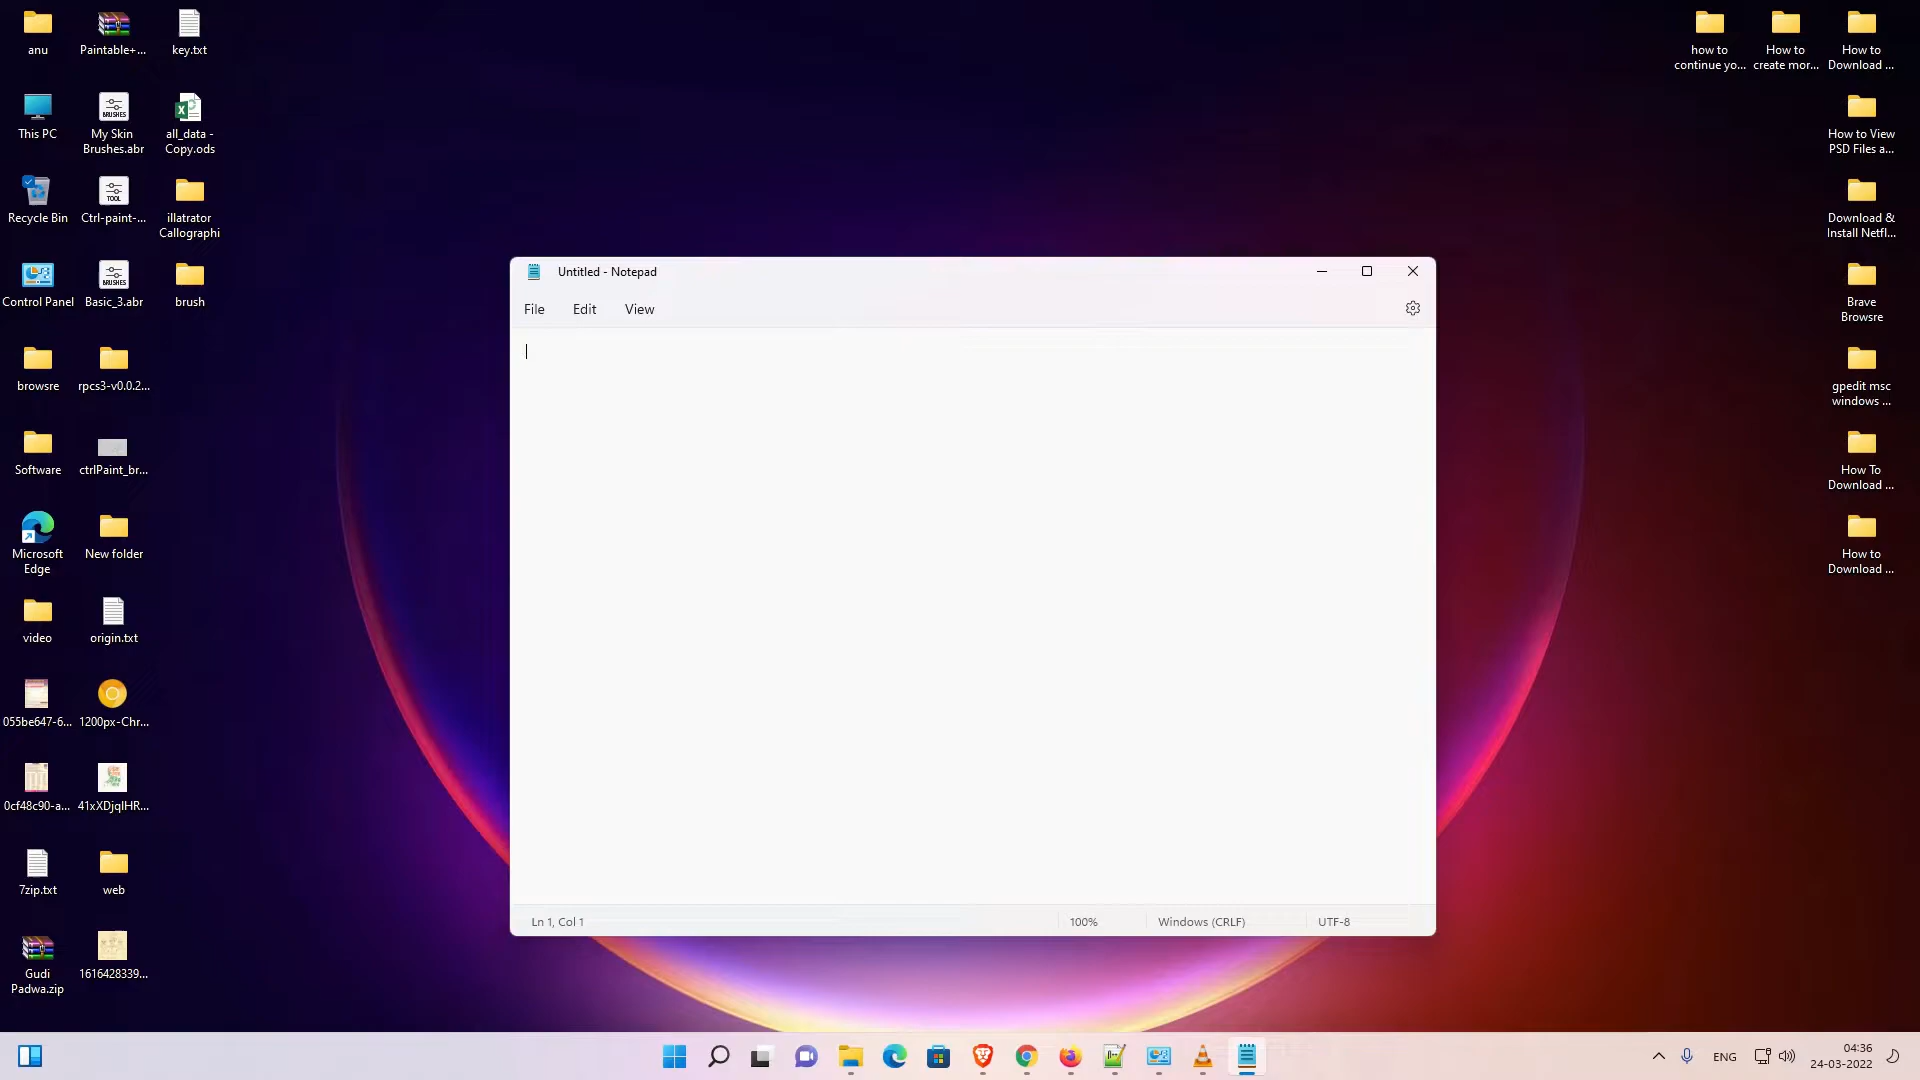 anu
Paintable+...
key.txt
how to
continue yo...
How to
create mor...
How to
Download ...
This PC
My Skin
Brushes.abr
all_data -
Copy.ods
BRUSHES
How to View
PSD Files a...
Recycle Bin
TOOL
Ctrl-paint-...
illatrator
Callographi
Download &
Install Netfl...
Control Panel
BRUSHES
Basic_3.abr
brush
Brave
Browsre
Untitled - Notepad
File
Edit
View
browsre
rpcs3-v0.0.2...
gpedit msc
windows ...
Software
ctrlPaint_br...
How To
Download ...
Microsoft
Edge
New folder
How to
Download ...
video
origin.txt
055be647-6...
1200px-Chr...
0cf48c90-a...
41xXDjqIHR...
7zip.txt
web
Gudi
Padwa.zip
1616428339...
Ln 1, Col 1
100%
Windows (CRLF)
UTF-8
ENG
04:36
24-03-2022